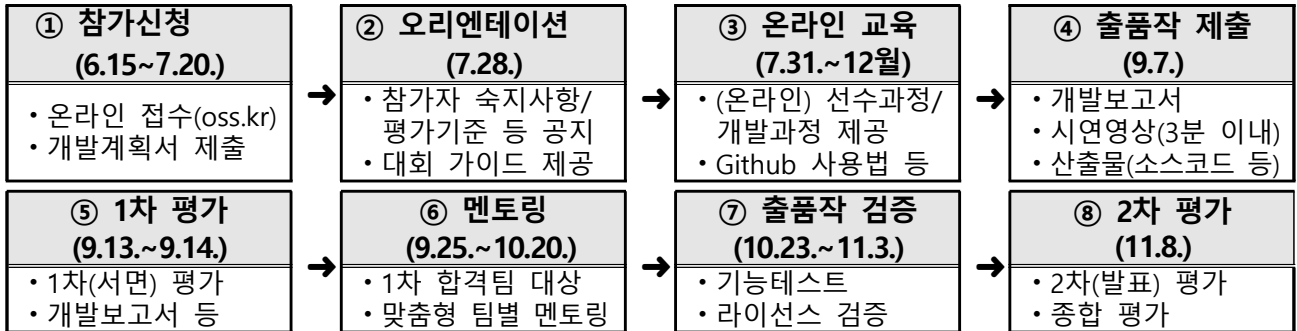 ① 참가신청
(6.15~7.20.)
・온라인 접수(oss.kr)
・개발계획서 제출
➜
② 오리엔테이션
(7.28.)
・참가자 숙지사항/
평가기준 등 공지
・대회 가이드 제공
➜
③ 온라인 교육
(7.31.~12월)
・(온라인) 선수과정/
개발과정 제공
・Github 사용법 등
➜
④ 출품작 제출
(9.7.)
・개발보고서
・시연영상(3분 이내)
・산출물(소스코드 등)
⑤ 1차 평가
(9.13.~9.14.)
・1차(서면) 평가
・개발보고서 등
➜
⑥ 멘토링
(9.25.~10.20.)
・1차 합격팀 대상
・맞춤형 팀별 멘토링
➜
⑦ 출품작 검증
(10.23.~11.3.)
・기능테스트
・라이선스 검증
➜
⑧ 2차 평가
(11.8.)
・2차(발표) 평가
・종합 평가